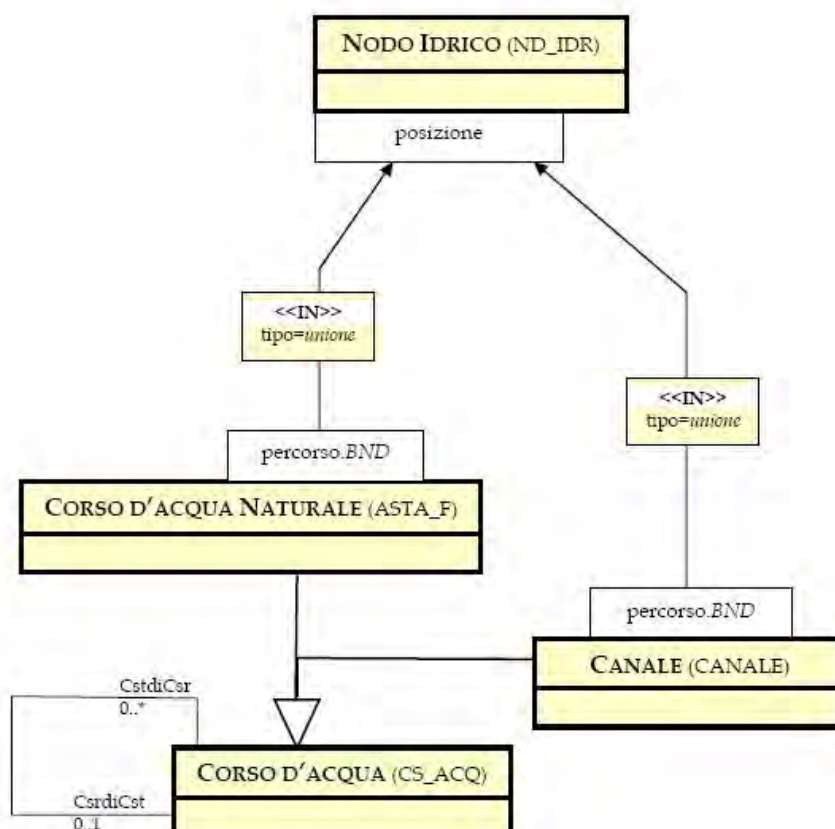 NODO IDRICO (ND_IDR)
posizione
<<IN>>
tipo=unione
<<IN>>
tipo=unione
percorso.BND
CORSO D'ACQUA NATURALE (ASTA_F)
percorso.BND
CANALE (CANALE)
CstdiCsr
0..*
CORSO D'ACQUA (CS_ACQ)
CsrdiCst
0..1